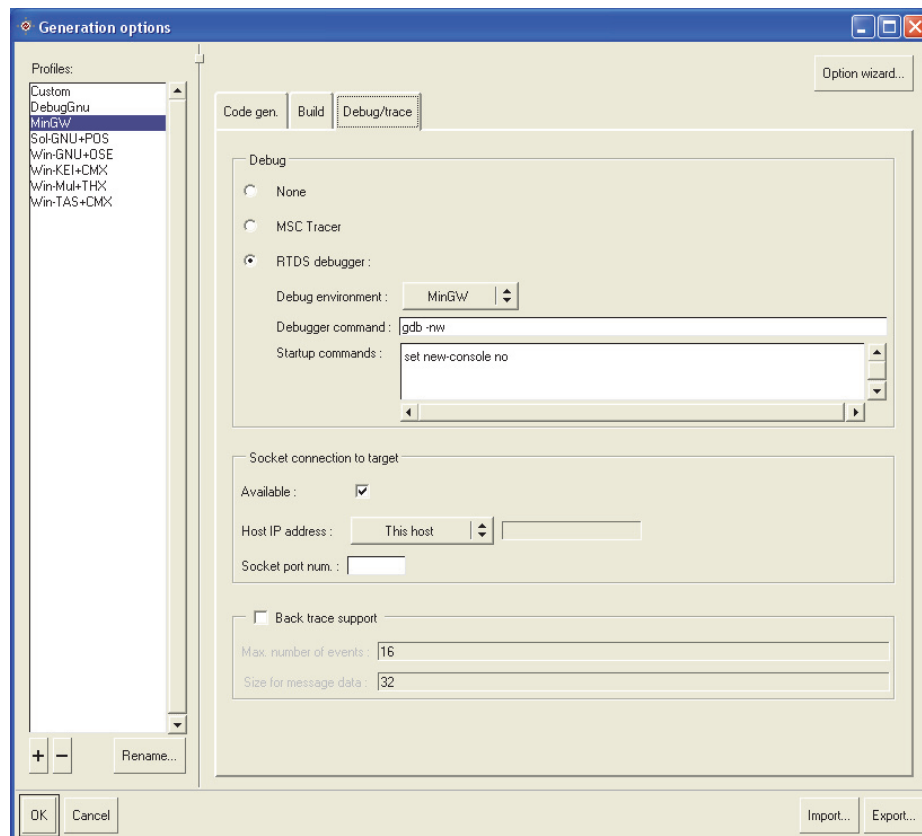 Generation options
Profiles:
Option wizard...
Custom
DebugGnu
MinGW
Sol-GNU+POS
Win-GNU+OSE
Win-KEI+CMX
Win-Mul+THX
Win-TAS+CMX
Code gen. Build Debug/trace
Debug
None
MSC Tracer
RTDS debugger :
Debug environment : MinGW
Debugger command : gdb -nw
Startup commands : set new-console no
Socket connection to target
Available :
Host IP address : This host
Socket port num. :
Back trace support
Max. number of events : 16
Size for message data : 32
+ − Rename...
OK Cancel Import... Export...